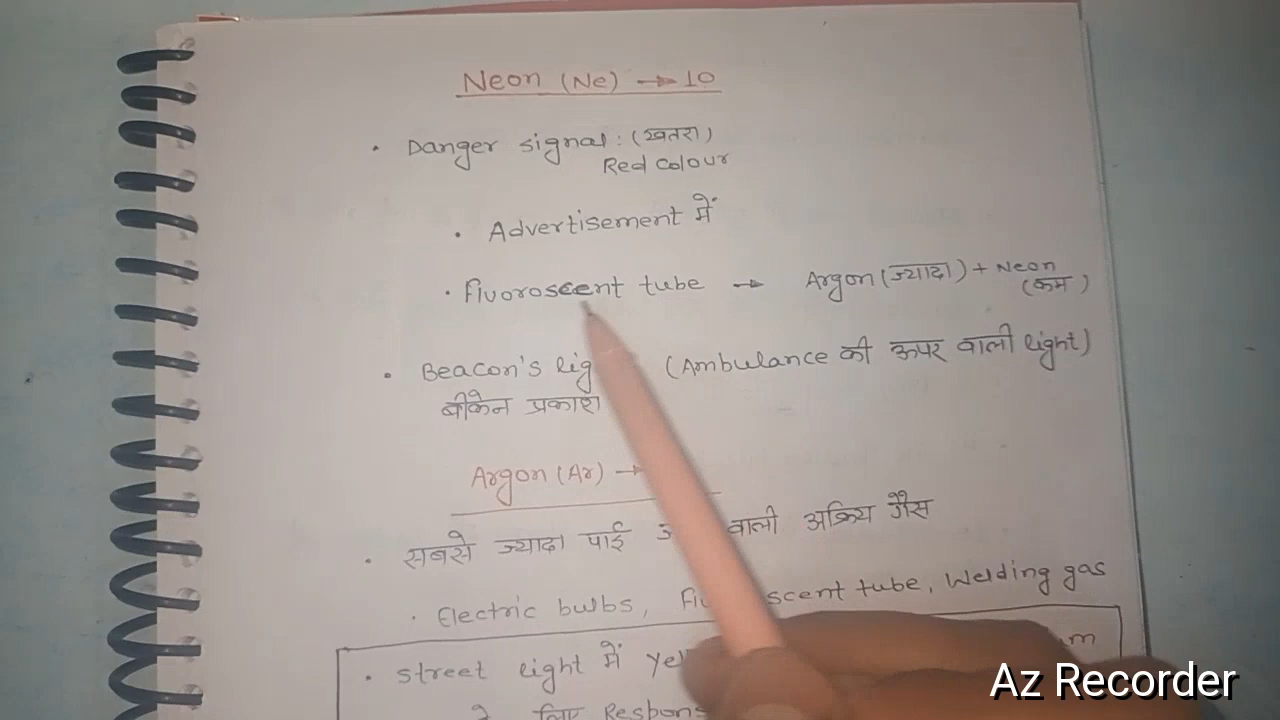 Neon (Ne) → 10
• Danger signal : (खतरा)
Red colour
• Advertisement में
• Fluoroscent tube → Argon (ज्यादा) + Neon
(कम)
• Beacon's lig (Ambulance की ऊपर वाली light)
बीकेन प्रकाश
Argon (Ar) →
• सबसे ज्यादा पाई वाली अक्रिय गैस
• Electric bulbs, scent tube, Welding gas
• street light में
लिए
Az Recorder